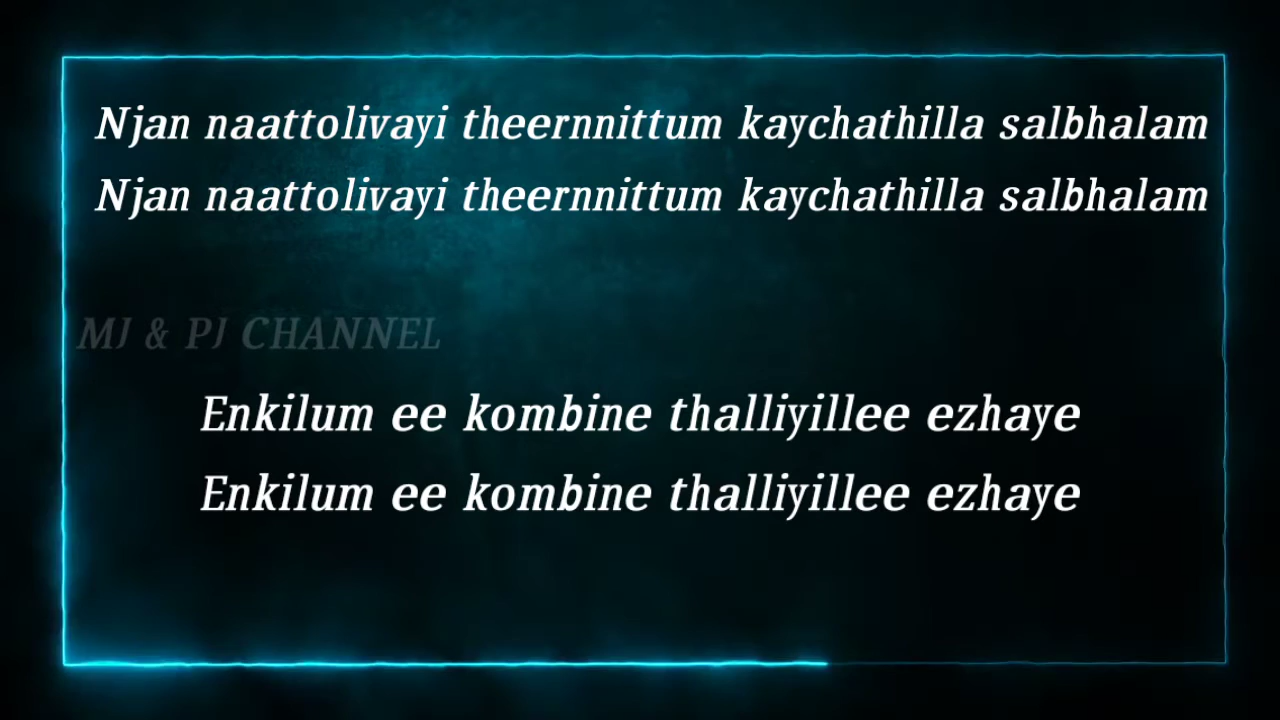 Njan naattolivayi theernnittum kaychathilla salbhalam
Njan naattolivayi theernnittum kaychathilla salbhalam
MJ & PJ CHANNEL
Enkilum ee kombine thalliyillee ezhaye
Enkilum ee kombine thalliyillee ezhaye